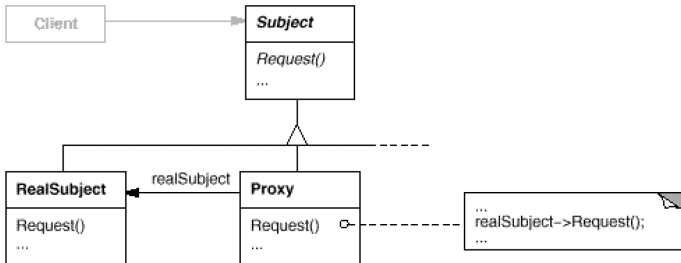 Client
Subject
Request()
...
realSubject
RealSubject
Request()
...
Proxy
Request()
...
...
realSubject->Request();
...